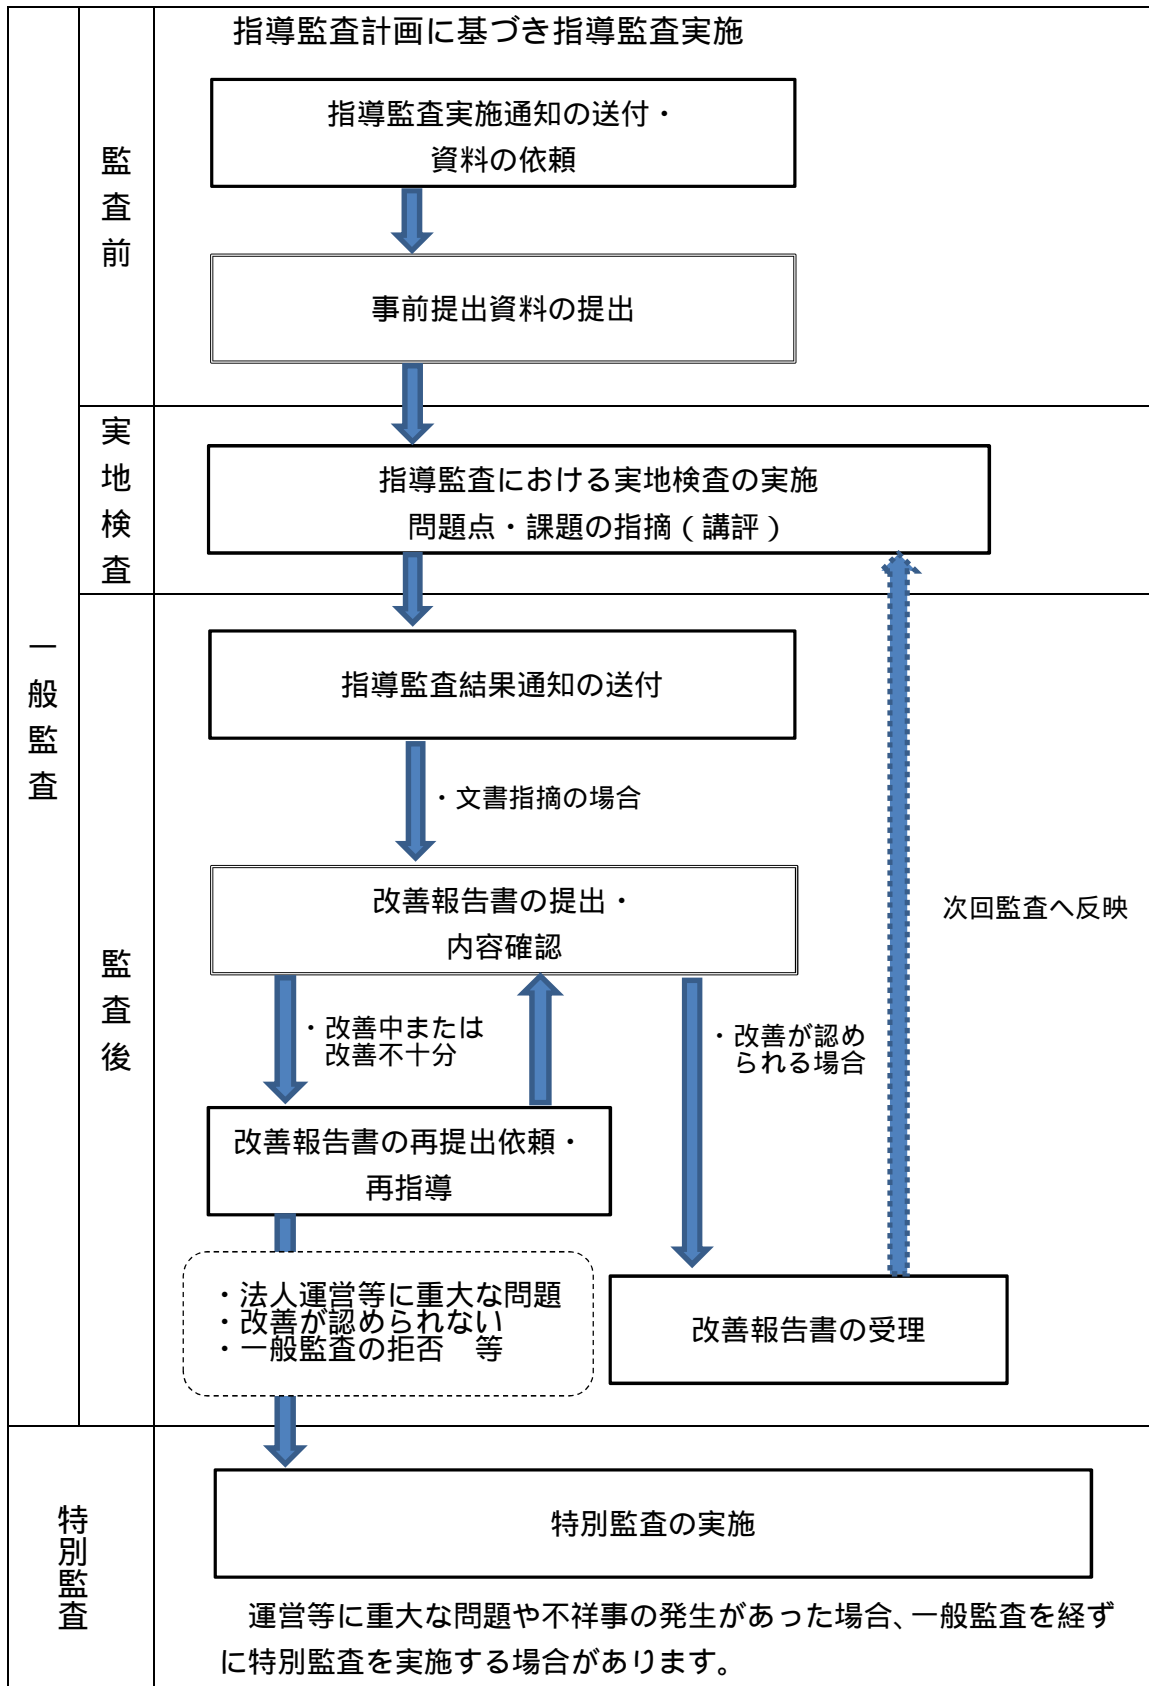 指導監査計画に基づき指導監査実施
一般監査
監査前
指導監査実施通知の送付・
資料の依頼
事前提出資料の提出
実地検査
指導監査における実地検査の実施
問題点・課題の指摘（講評）
監査後
指導監査結果通知の送付
・文書指摘の場合
改善報告書の提出・
内容確認
次回監査へ反映
・改善中または
改善不十分
・改善が認め
られる場合
改善報告書の再提出依頼・
再指導
・法人運営等に重大な問題
・改善が認められない
・一般監査の拒否　等
改善報告書の受理
特別監査
特別監査の実施
運営等に重大な問題や不祥事の発生があった場合、一般監査を経ず
に特別監査を実施する場合があります。